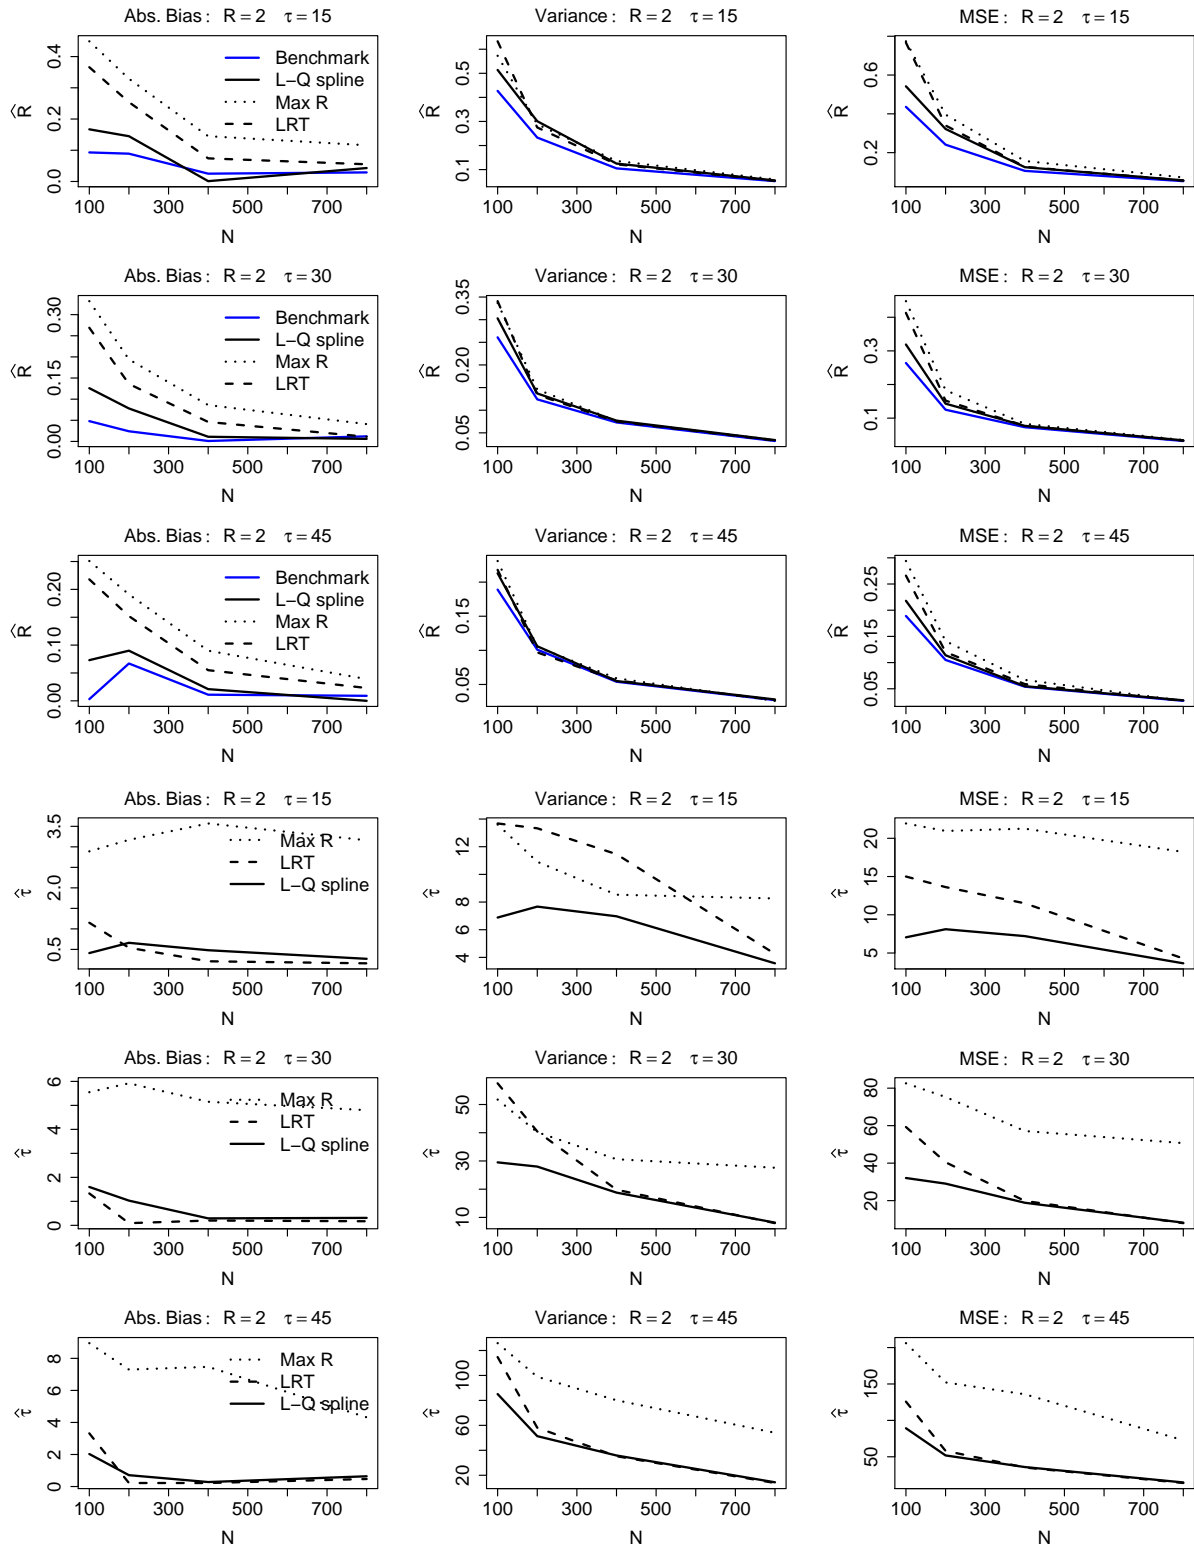 Abs. Bias : R = 2 τ = 15
R̂
0.0 0.2 0.4
Benchmark
L−Q spline
Max R
LRT
100 300 500 700
N
Variance : R = 2 τ = 15
R̂
0.1 0.3 0.5
100 300 500 700
N
MSE : R = 2 τ = 15
R̂
0.2 0.6
100 300 500 700
N
Abs. Bias : R = 2 τ = 30
R̂
0.00 0.15 0.30
Benchmark
L−Q spline
Max R
LRT
100 300 500 700
N
Variance : R = 2 τ = 30
R̂
0.05 0.20 0.35
100 300 500 700
N
MSE : R = 2 τ = 30
R̂
0.1 0.3
100 300 500 700
N
Abs. Bias : R = 2 τ = 45
R̂
0.00 0.10 0.20
Benchmark
L−Q spline
Max R
LRT
100 300 500 700
N
Variance : R = 2 τ = 45
R̂
0.05 0.15
100 300 500 700
N
MSE : R = 2 τ = 45
R̂
0.05 0.15 0.25
100 300 500 700
N
Abs. Bias : R = 2 τ = 15
τ̂
0.5 2.0 3.5
Max R
LRT
L−Q spline
100 300 500 700
N
Variance : R = 2 τ = 15
τ̂
4 6 8 12
100 300 500 700
N
MSE : R = 2 τ = 15
τ̂
5 10 15 20
100 300 500 700
N
Abs. Bias : R = 2 τ = 30
τ̂
0 2 4 6
Max R
LRT
L−Q spline
100 300 500 700
N
Variance : R = 2 τ = 30
τ̂
10 30 50
100 300 500 700
N
MSE : R = 2 τ = 30
τ̂
20 40 60 80
100 300 500 700
N
Abs. Bias : R = 2 τ = 45
τ̂
0 2 4 6 8
Max R
LRT
L−Q spline
100 300 500 700
N
Variance : R = 2 τ = 45
τ̂
20 60 100
100 300 500 700
N
MSE : R = 2 τ = 45
τ̂
50 150
100 300 500 700
N